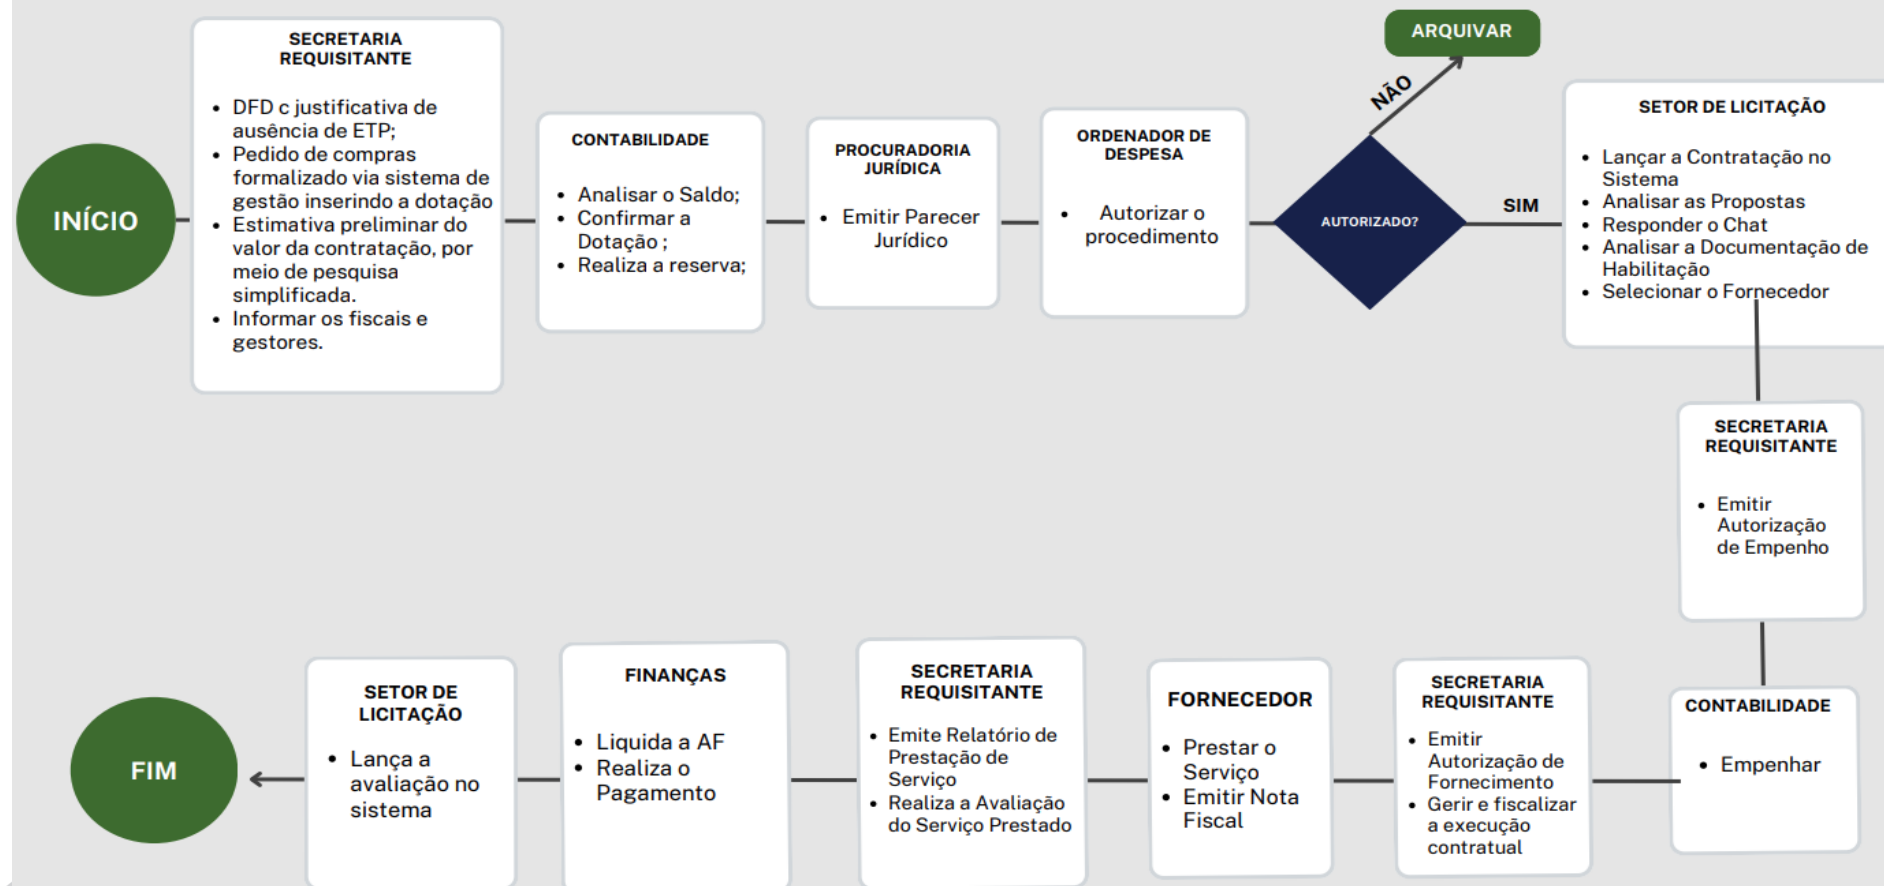 INÍCIO
SECRETARIA
REQUISITANTE
• DFD c justificativa de
ausência de ETP;
• Pedido de compras
formalizado via sistema de
gestão inserindo a dotação
• Estimativa preliminar do
valor da contratação, por
meio de pesquisa
simplificada.
• Informar os fiscais e
gestores.
CONTABILIDADE
• Analisar o Saldo;
• Confirmar a
Dotação ;
• Realiza a reserva;
PROCURADORIA
JURÍDICA
• Emitir Parecer
Jurídico
ORDENADOR DE
DESPESA
• Autorizar o
procedimento
AUTORIZADO?
NÃO
ARQUIVAR
SIM
SETOR DE LICITAÇÃO
• Lançar a Contratação no
Sistema
• Analisar as Propostas
• Responder o Chat
• Analisar a Documentação de
Habilitação
• Selecionar o Fornecedor
SECRETARIA
REQUISITANTE
• Emitir
Autorização
de Empenho
CONTABILIDADE
• Empenhar
SECRETARIA
REQUISITANTE
• Emitir
Autorização de
Fornecimento
• Gerir e fiscalizar
a execução
contratual
FORNECEDOR
• Prestar o
Serviço
• Emitir Nota
Fiscal
SECRETARIA
REQUISITANTE
• Emite Relatório de
Prestação de
Serviço
• Realiza a Avaliação
do Serviço Prestado
FINANÇAS
• Liquida a AF
• Realiza o
Pagamento
SETOR DE
LICITAÇÃO
• Lança a
avaliação no
sistema
FIM